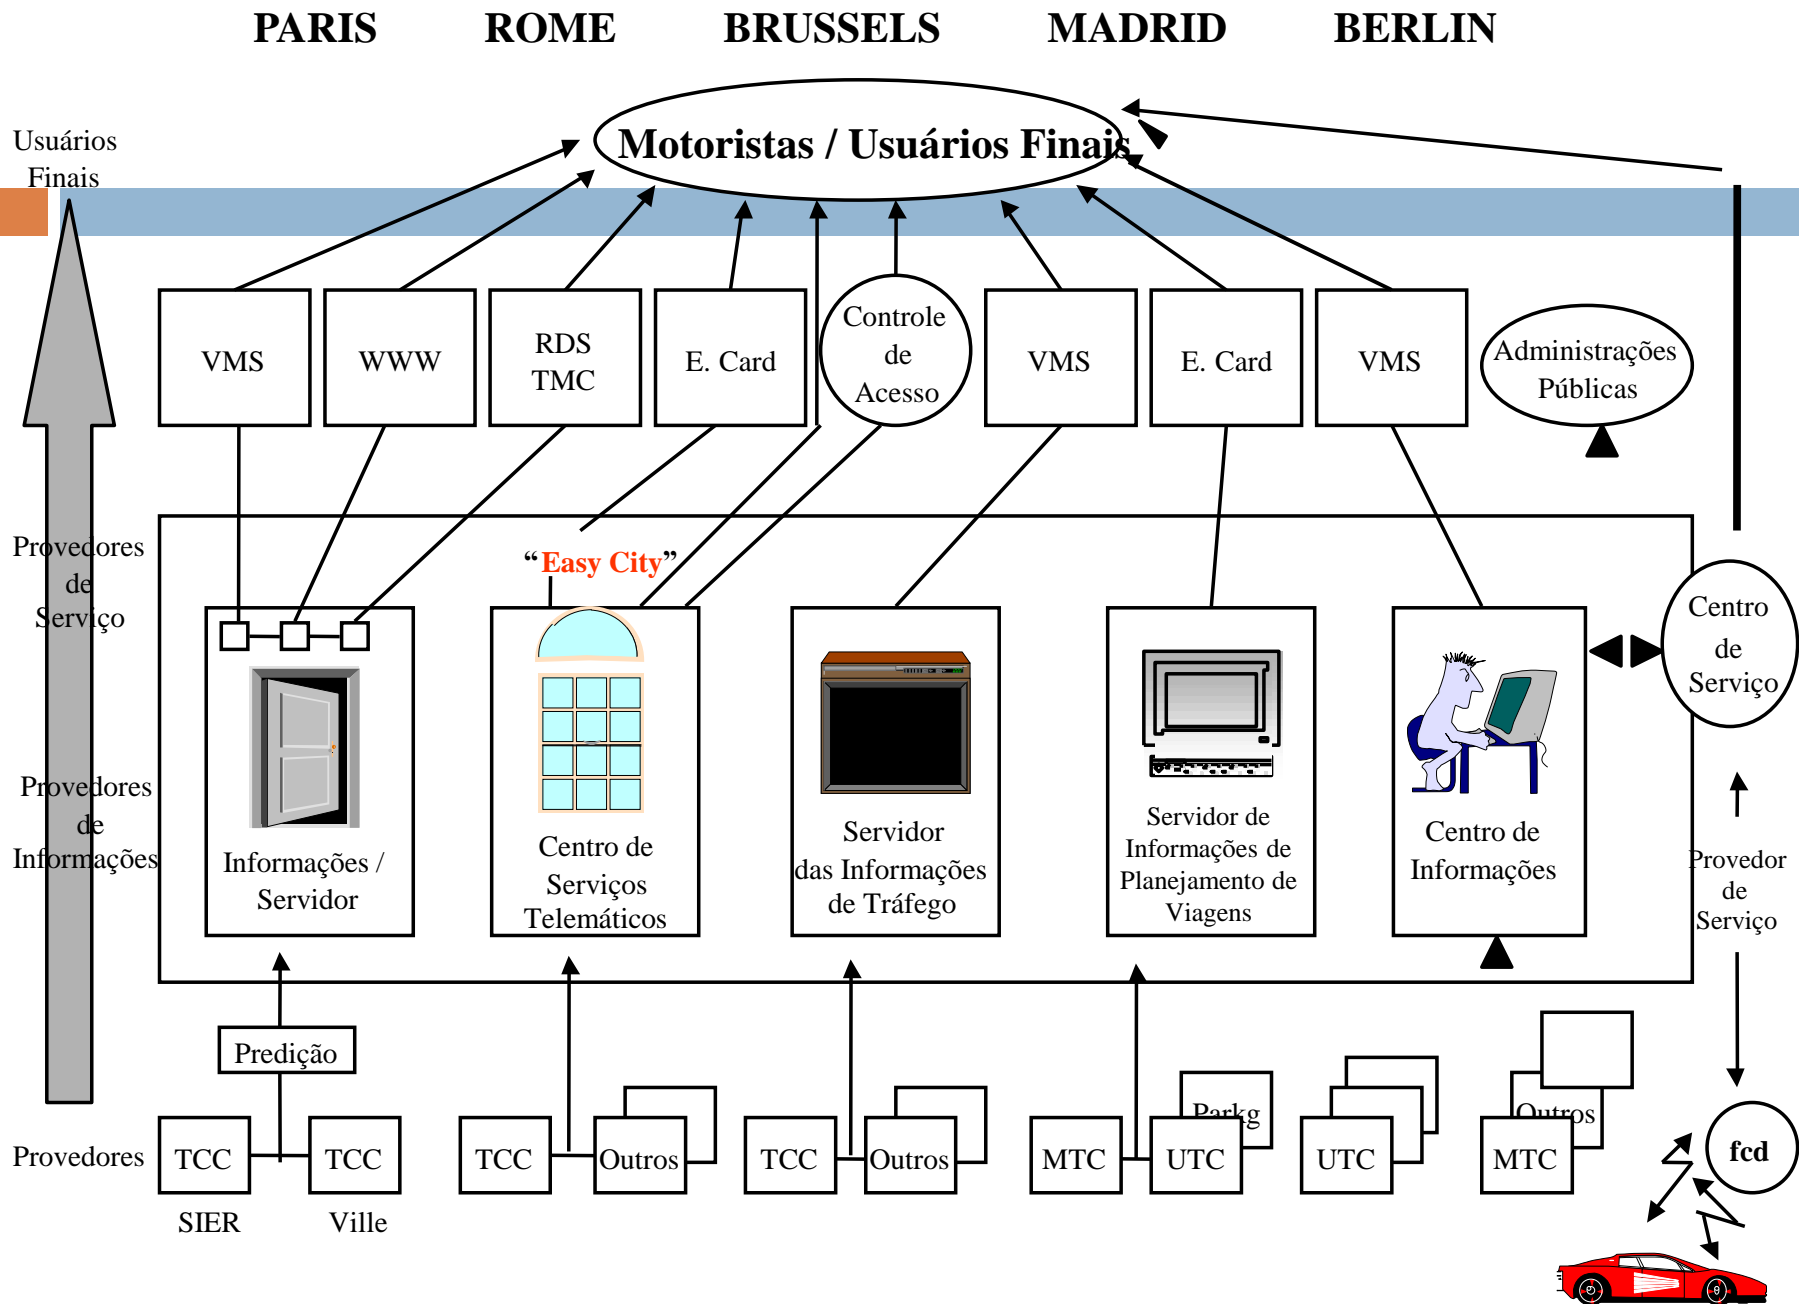 PARIS ROME BRUSSELS MADRID BERLIN
Usuários
Finais
Motoristas / Usuários Finais
VMS
WWW
RDS
TMC
E. Card
Controle
de
Acesso
VMS
E. Card
VMS
Administrações
Públicas
Provedores
de
Serviço
“Easy City”
Centro
de
Serviço
Provedores
de
Informações
Informações /
Servidor
Centro de
Serviços
Telemáticos
Servidor
das Informações
de Tráfego
Servidor de
Informações de
Planejamento de
Viagens
Centro de
Informações
Provedor
de
Serviço
Predição
Provedores
TCC
TCC
TCC
Outros
TCC
Outros
MTC
Parkg
UTC
UTC
Outros
MTC
fcd
SIER
Ville